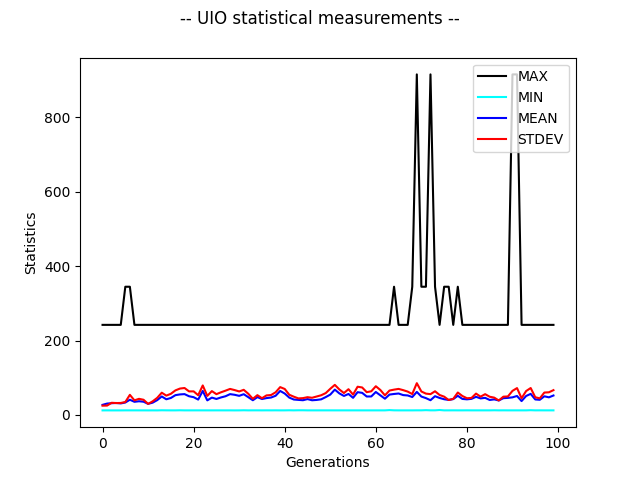 -- UIO statistical measurements --
MAX
MIN
MEAN
STDEV
Statistics
800
600
400
200
0
0 20 40 60 80 100
Generations